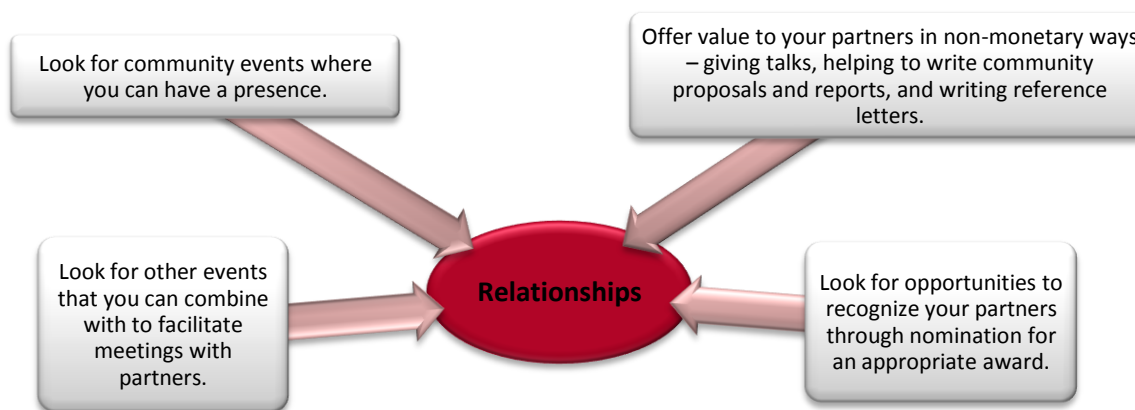 Look for community events where
you can have a presence.
Offer value to your partners in non-monetary ways
– giving talks, helping to write community
proposals and reports, and writing reference
letters.
Look for other events
that you can combine
with to facilitate
meetings with
partners.
Relationships
Look for opportunities to
recognize your partners
through nomination for
an appropriate award.